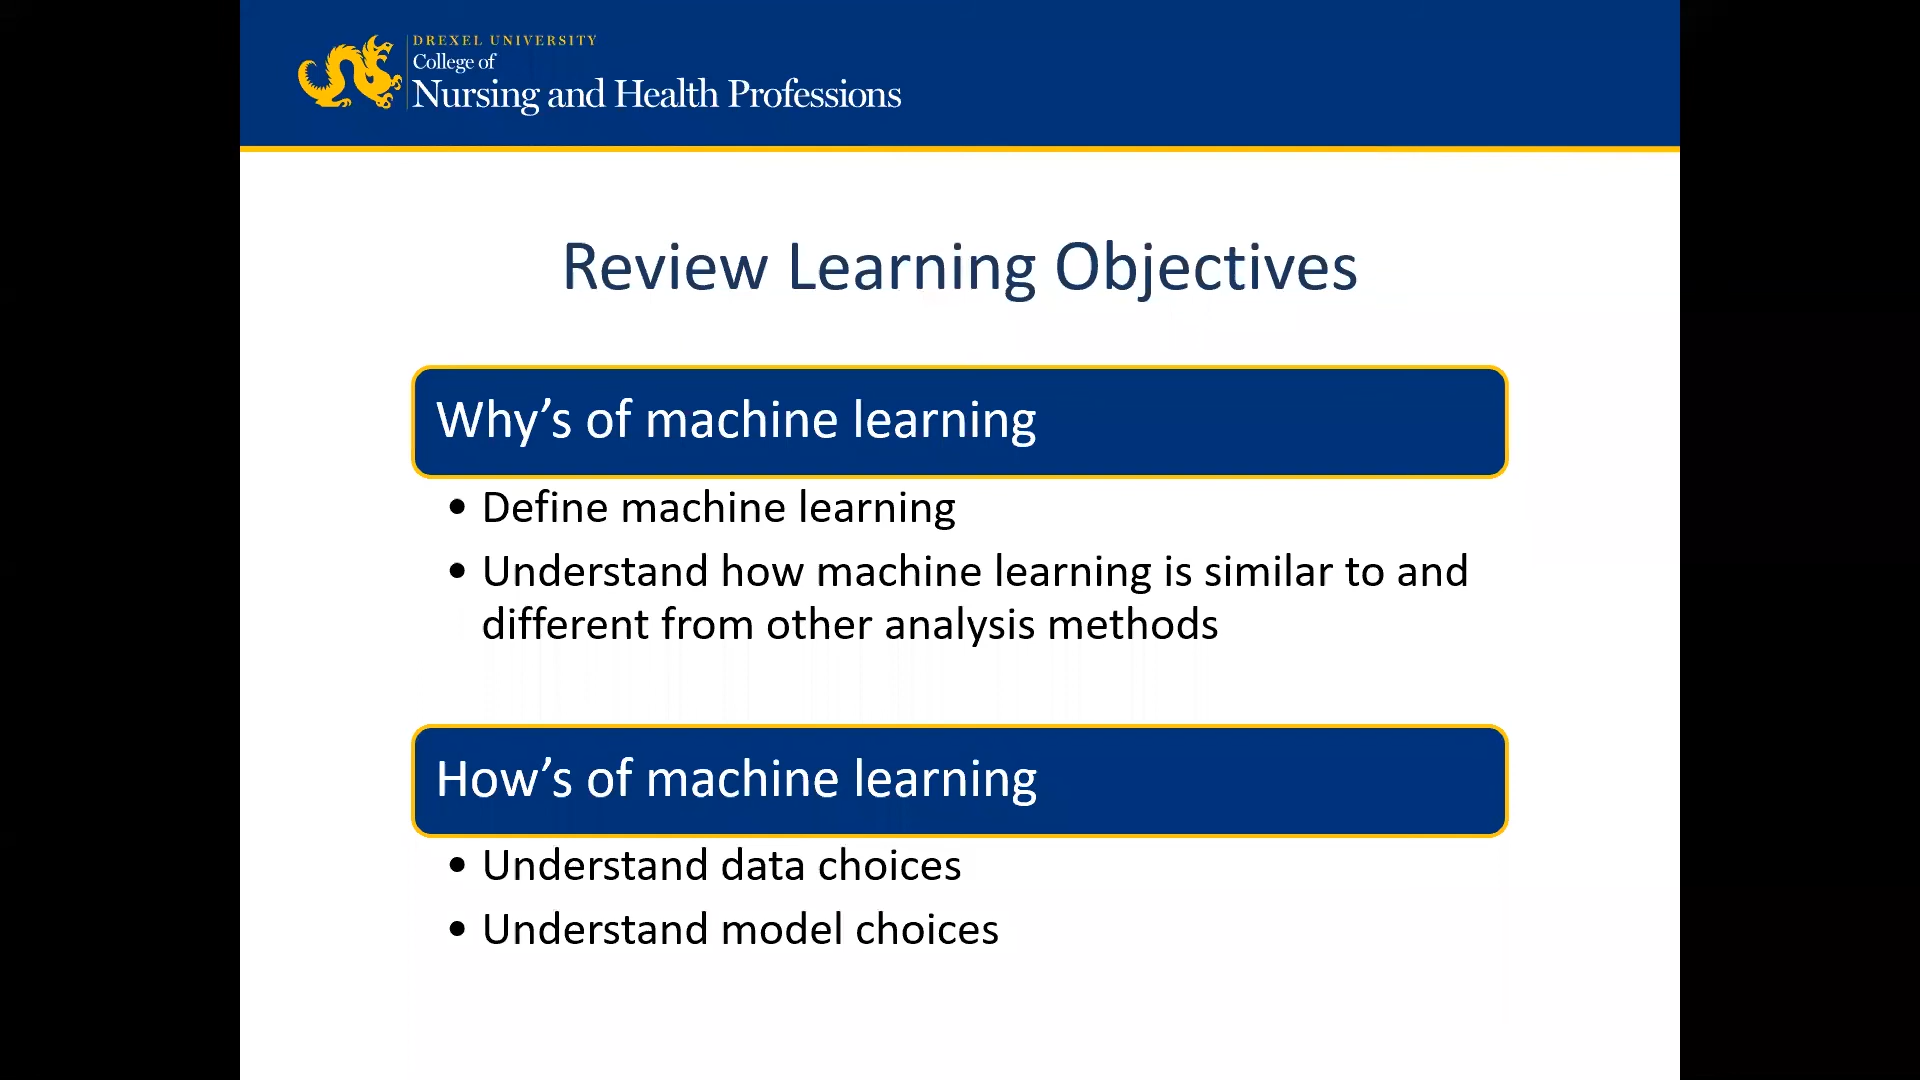 DREXEL UNIVERSITY
College of
Nursing and Health Professions
Review Learning Objectives
Why’s of machine learning
• Define machine learning
• Understand how machine learning is similar to and
different from other analysis methods
How’s of machine learning
• Understand data choices
• Understand model choices